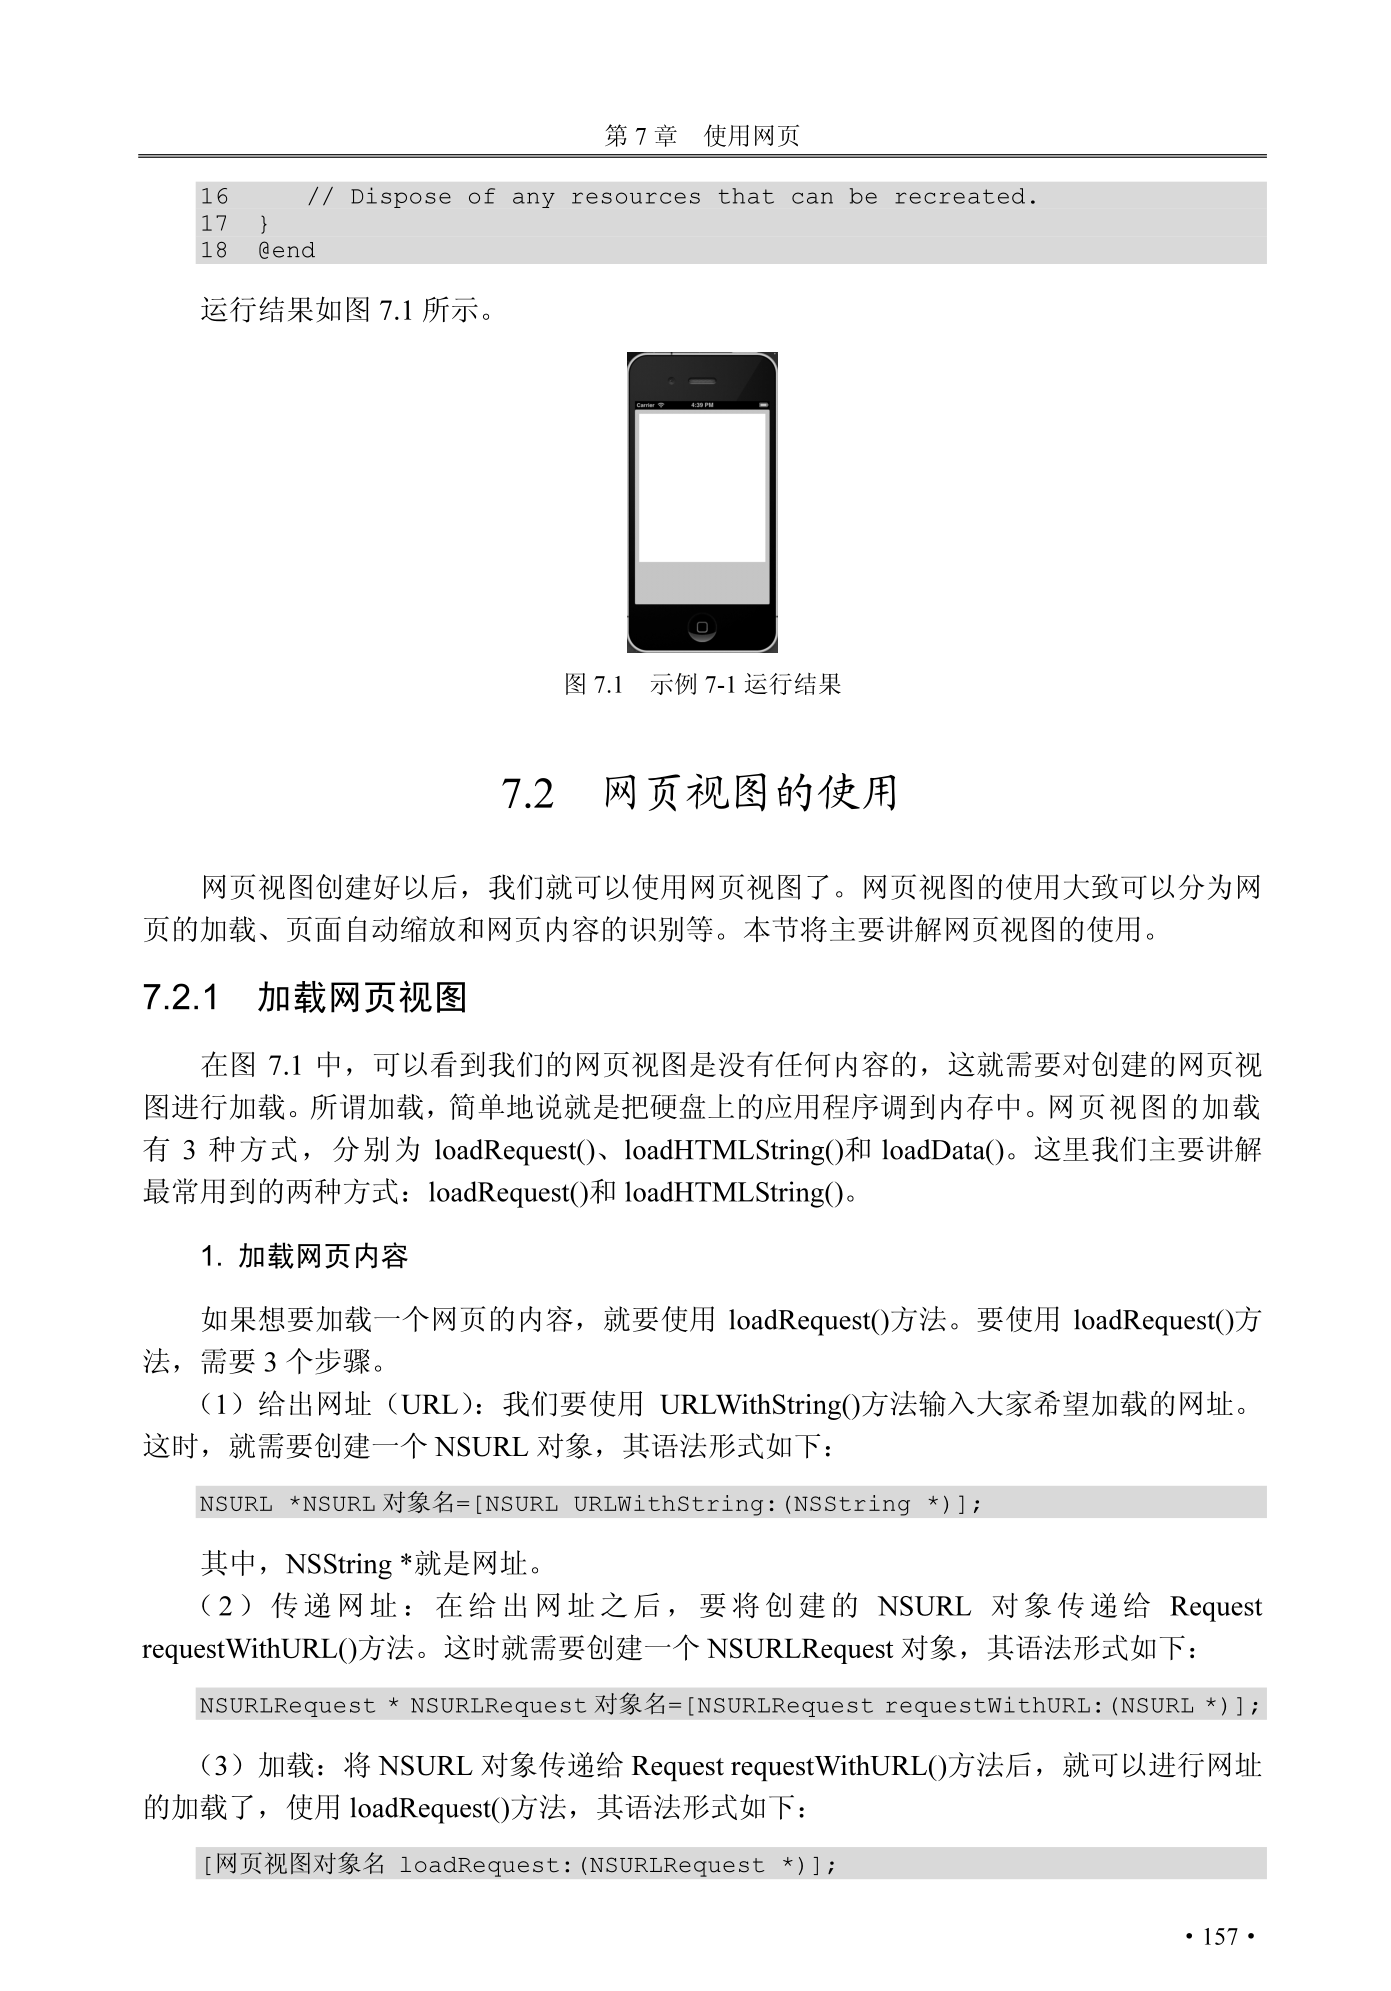 第 7 章　使用网页
16     // Dispose of any resources that can be recreated.
17  }
18  @end
运行结果如图 7.1 所示。
Carrier 4:39 PM
图 7.1　示例 7-1 运行结果
7.2　网页视图的使用
网页视图创建好以后，我们就可以使用网页视图了。网页视图的使用大致可以分为网
页的加载、页面自动缩放和网页内容的识别等。本节将主要讲解网页视图的使用。
7.2.1　加载网页视图
在图 7.1 中，可以看到我们的网页视图是没有任何内容的，这就需要对创建的网页视
图进行加载。所谓加载，简单地说就是把硬盘上的应用程序调到内存中。网页视图的加载
有 3 种方式，分别为 loadRequest()、loadHTMLString()和 loadData()。这里我们主要讲解
最常用到的两种方式：loadRequest()和 loadHTMLString()。
1. 加载网页内容
如果想要加载一个网页的内容，就要使用 loadRequest()方法。要使用 loadRequest()方
法，需要 3 个步骤。
（1）给出网址（URL）：我们要使用 URLWithString()方法输入大家希望加载的网址。
这时，就需要创建一个 NSURL 对象，其语法形式如下：
NSURL *NSURL 对象名=[NSURL URLWithString:(NSString *)];
其中，NSString *就是网址。
（2）传递网址：在给出网址之后，要将创建的 NSURL 对象传递给 Request
requestWithURL()方法。这时就需要创建一个 NSURLRequest 对象，其语法形式如下：
NSURLRequest * NSURLRequest 对象名=[NSURLRequest requestWithURL:(NSURL *)];
（3）加载：将 NSURL 对象传递给 Request requestWithURL()方法后，就可以进行网址
的加载了，使用 loadRequest()方法，其语法形式如下：
[网页视图对象名 loadRequest:(NSURLRequest *)];
• 157 •